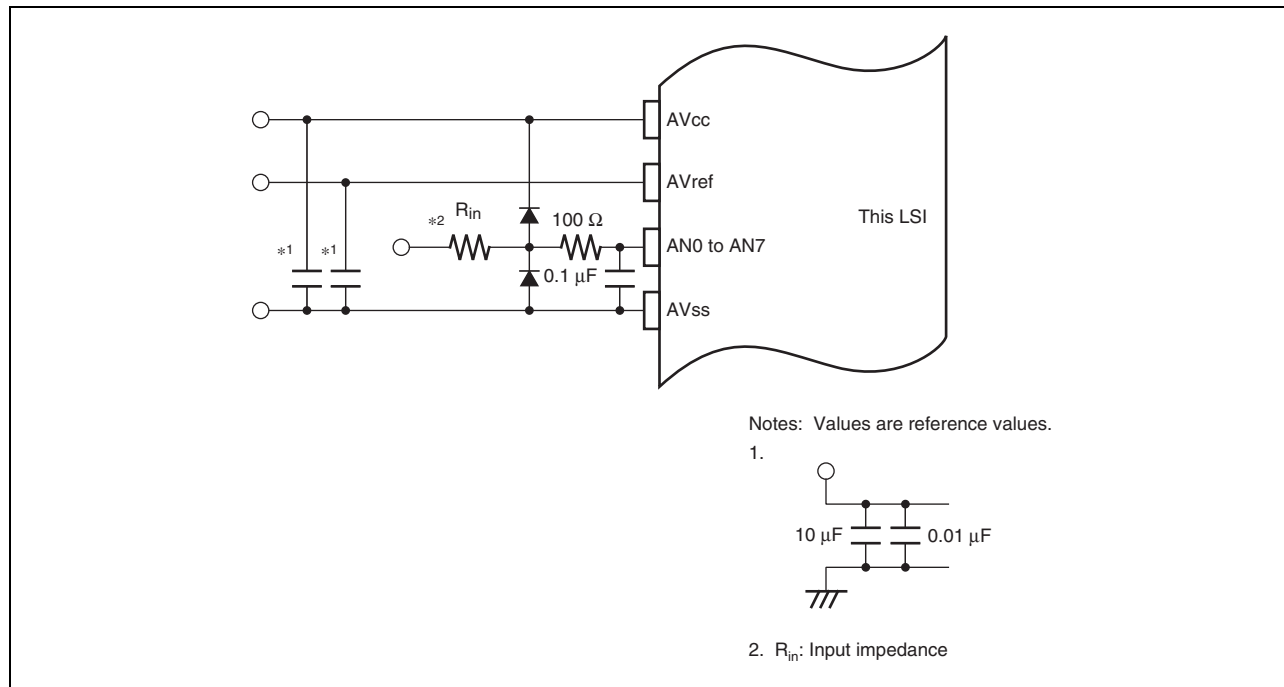 AVcc
AVref
*2 Rin 100 Ω
This LSI
*1 *1
AN0 to AN7
0.1 μF
AVss
Notes: Values are reference values.
1.
10 μF 0.01 μF
2. Rin: Input impedance